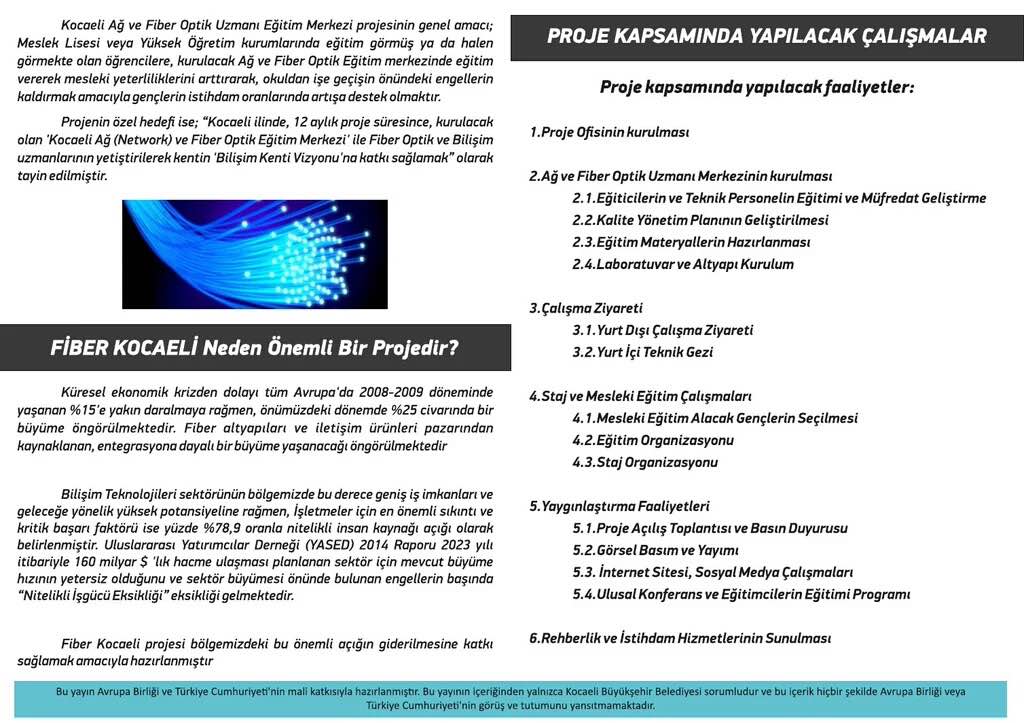 Kocaeli Ağ ve Fiber Optik Uzmanı Eğitim Merkezi projesinin genel amacı;
Meslek Lisesi veya Yüksek Öğretim kurumlarında eğitim görmüş ya da halen
görmekte olan öğrencilere, kurulacak Ağ ve Fiber Optik Eğitim merkezinde eğitim
vererek mesleki yeterliliklerini arttırarak, okuldan işe geçişin önündeki engellerin
kaldırmak amacıyla gençlerin istihdam oranlarında artışa destek olmaktır.
Projenin özel hedefi ise; “Kocaeli ilinde, 12 aylık proje süresince, kurulacak
olan 'Kocaeli Ağ (Network) ve Fiber Optik Eğitim Merkezi' ile Fiber Optik ve Bilişim
uzmanlarının yetiştirilerek kentin 'Bilişim Kenti Vizyonu'na katkı sağlamak” olarak
tayin edilmiştir.
FİBER KOCAELİ Neden Önemli Bir Projedir?
Küresel ekonomik krizden dolayı tüm Avrupa'da 2008-2009 döneminde
yaşanan %15'e yakın daralmaya rağmen, önümüzdeki dönemde %25 civarında bir
büyüme öngörülmektedir. Fiber altyapıları ve iletişim ürünleri pazarından
kaynaklanan, entegrasyona dayalı bir büyüme yaşanacağı öngörülmektedir
Bilişim Teknolojileri sektörünün bölgemizde bu derece geniş iş imkanları ve
geleceğe yönelik yüksek potansiyeline rağmen, İşletmeler için en önemli sıkıntı ve
kritik başarı faktörü ise yüzde %78,9 oranla nitelikli insan kaynağı açığı olarak
belirlenmiştir. Uluslararası Yatırımcılar Derneği (YASED) 2014 Raporu 2023 yılı
itibariyle 160 milyar $ 'lık hacme ulaşması planlanan sektör için mevcut büyüme
hızının yetersiz olduğunu ve sektör büyümesi önünde bulunan engellerin başında
“Nitelikli İşgücü Eksikliği” eksikliği gelmektedir.
Fiber Kocaeli projesi bölgemizdeki bu önemli açığın giderilmesine katkı
sağlamak amacıyla hazırlanmıştır
PROJE KAPSAMINDA YAPILACAK ÇALIŞMALAR
Proje kapsamında yapılacak faaliyetler:
1.Proje Ofisinin kurulması
2.Ağ ve Fiber Optik Uzmanı Merkezinin kurulması
2.1.Eğiticilerin ve Teknik Personelin Eğitimi ve Müfredat Geliştirme
2.2.Kalite Yönetim Planının Geliştirilmesi
2.3.Eğitim Materyallerin Hazırlanması
2.4.Laboratuvar ve Altyapı Kurulum
3.Çalışma Ziyareti
3.1.Yurt Dışı Çalışma Ziyareti
3.2.Yurt İçi Teknik Gezi
4.Staj ve Mesleki Eğitim Çalışmaları
4.1.Mesleki Eğitim Alacak Gençlerin Seçilmesi
4.2.Eğitim Organizasyonu
4.3.Staj Organizasyonu
5.Yaygınlaştırma Faaliyetleri
5.1.Proje Açılış Toplantısı ve Basın Duyurusu
5.2.Görsel Basım ve Yayımı
5.3. İnternet Sitesi, Sosyal Medya Çalışmaları
5.4.Ulusal Konferans ve Eğitimcilerin Eğitimi Programı
6.Rehberlik ve İstihdam Hizmetlerinin Sunulması
Bu yayın Avrupa Birliği ve Türkiye Cumhuriyeti'nin mali katkısıyla hazırlanmıştır. Bu yayının içeriğinden yalnızca Kocaeli Büyükşehir Belediyesi sorumludur ve bu içerik hiçbir şekilde Avrupa Birliği veya
Türkiye Cumhuriyeti'nin görüş ve tutumunu yansıtmamaktadır.